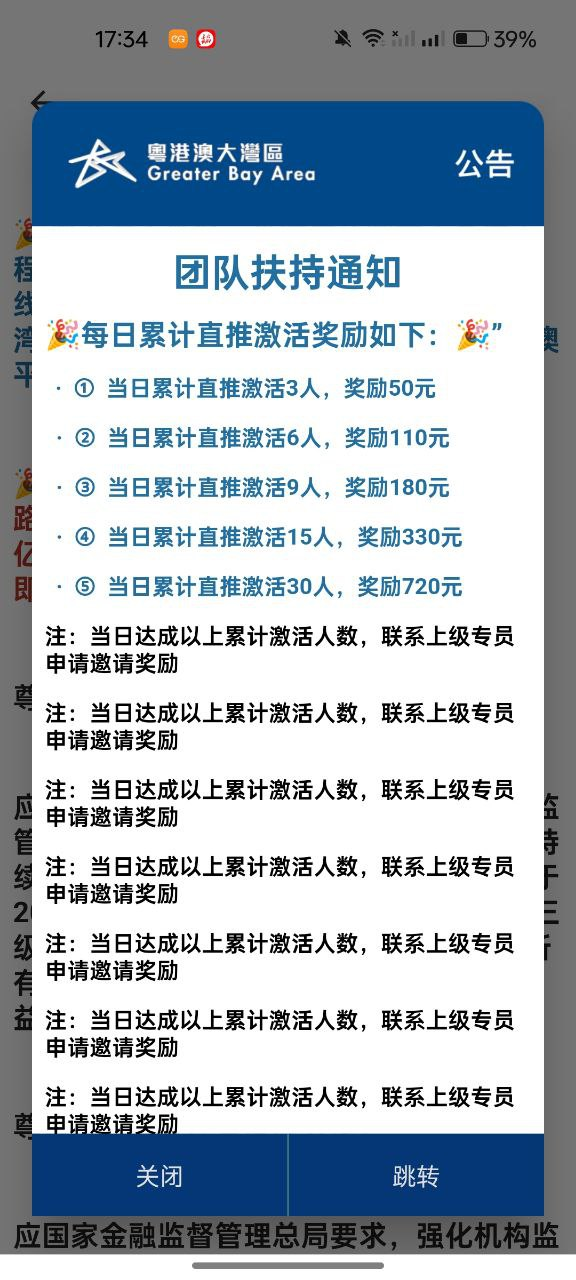 17:34
39%
粵港澳大灣區
Greater Bay Area
公告
团队扶持通知
🎉每日累计直推激活奖励如下：🎉”
· ① 当日累计直推激活3人，奖励50元
· ② 当日累计直推激活6人，奖励110元
· ③ 当日累计直推激活9人，奖励180元
· ④ 当日累计直推激活15人，奖励330元
· ⑤ 当日累计直推激活30人，奖励720元
注：当日达成以上累计激活人数，联系上级专员
申请邀请奖励
注：当日达成以上累计激活人数，联系上级专员
申请邀请奖励
注：当日达成以上累计激活人数，联系上级专员
申请邀请奖励
注：当日达成以上累计激活人数，联系上级专员
申请邀请奖励
注：当日达成以上累计激活人数，联系上级专员
申请邀请奖励
注：当日达成以上累计激活人数，联系上级专员
申请邀请奖励
注：当日达成以上累计激活人数，联系上级专员
申请邀请奖励
关闭
跳转
应国家金融监督管理总局要求，强化机构监